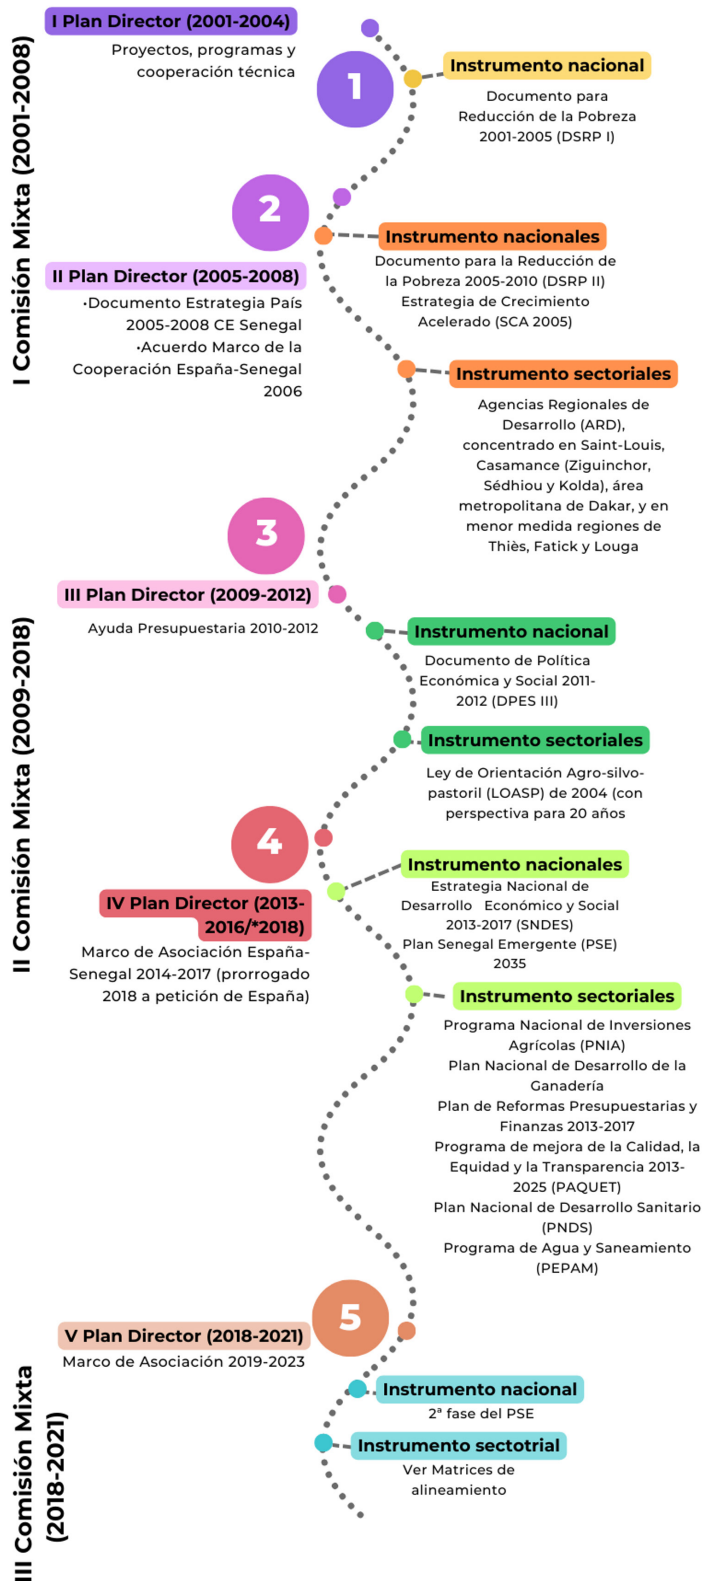 I Comisión Mixta (2001-2008)
I Plan Director (2001-2004)
Proyectos, programas y
cooperación técnica
1
Instrumento nacional
Documento para
Reducción de la Pobreza
2001-2005 (DSRP I)
2
II Plan Director (2005-2008)
•Documento Estrategia País
2005-2008 CE Senegal
•Acuerdo Marco de la
Cooperación España-Senegal
2006
Instrumento nacionales
Documento para la Reducción de
la Pobreza 2005-2010 (DSRP II)
Estrategia de Crecimiento
Acelerado (SCA 2005)
Instrumento sectoriales
Agencias Regionales de
Desarrollo (ARD),
concentrado en Saint-Louis,
Casamance (Ziguinchor,
Sédhiou y Kolda), área
metropolitana de Dakar, y en
menor medida regiones de
Thiès, Fatick y Louga
II Comisión Mixta (2009-2018)
3
III Plan Director (2009-2012)
Ayuda Presupuestaria 2010-2012
Instrumento nacional
Documento de Política
Económica y Social 2011-
2012 (DPES III)
Instrumento sectoriales
Ley de Orientación Agro-silvo-
pastoril (LOASP) de 2004 (con
perspectiva para 20 años
4
IV Plan Director (2013-
2016/*2018)
Marco de Asociación España-
Senegal 2014-2017 (prorrogado
2018 a petición de España)
Instrumento nacionales
Estrategia Nacional de
Desarrollo Económico y Social
2013-2017 (SNDES)
Plan Senegal Emergente (PSE)
2035
Instrumento sectoriales
Programa Nacional de Inversiones
Agrícolas (PNIA)
Plan Nacional de Desarrollo de la
Ganadería
Plan de Reformas Presupuestarias y
Finanzas 2013-2017
Programa de mejora de la Calidad, la
Equidad y la Transparencia 2013-
2025 (PAQUET)
Plan Nacional de Desarrollo Sanitario
(PNDS)
Programa de Agua y Saneamiento
(PEPAM)
III Comisión Mixta
(2018-2021)
5
V Plan Director (2018-2021)
Marco de Asociación 2019-2023
Instrumento nacional
2ª fase del PSE
Instrumento sectotrial
Ver Matrices de
alineamiento